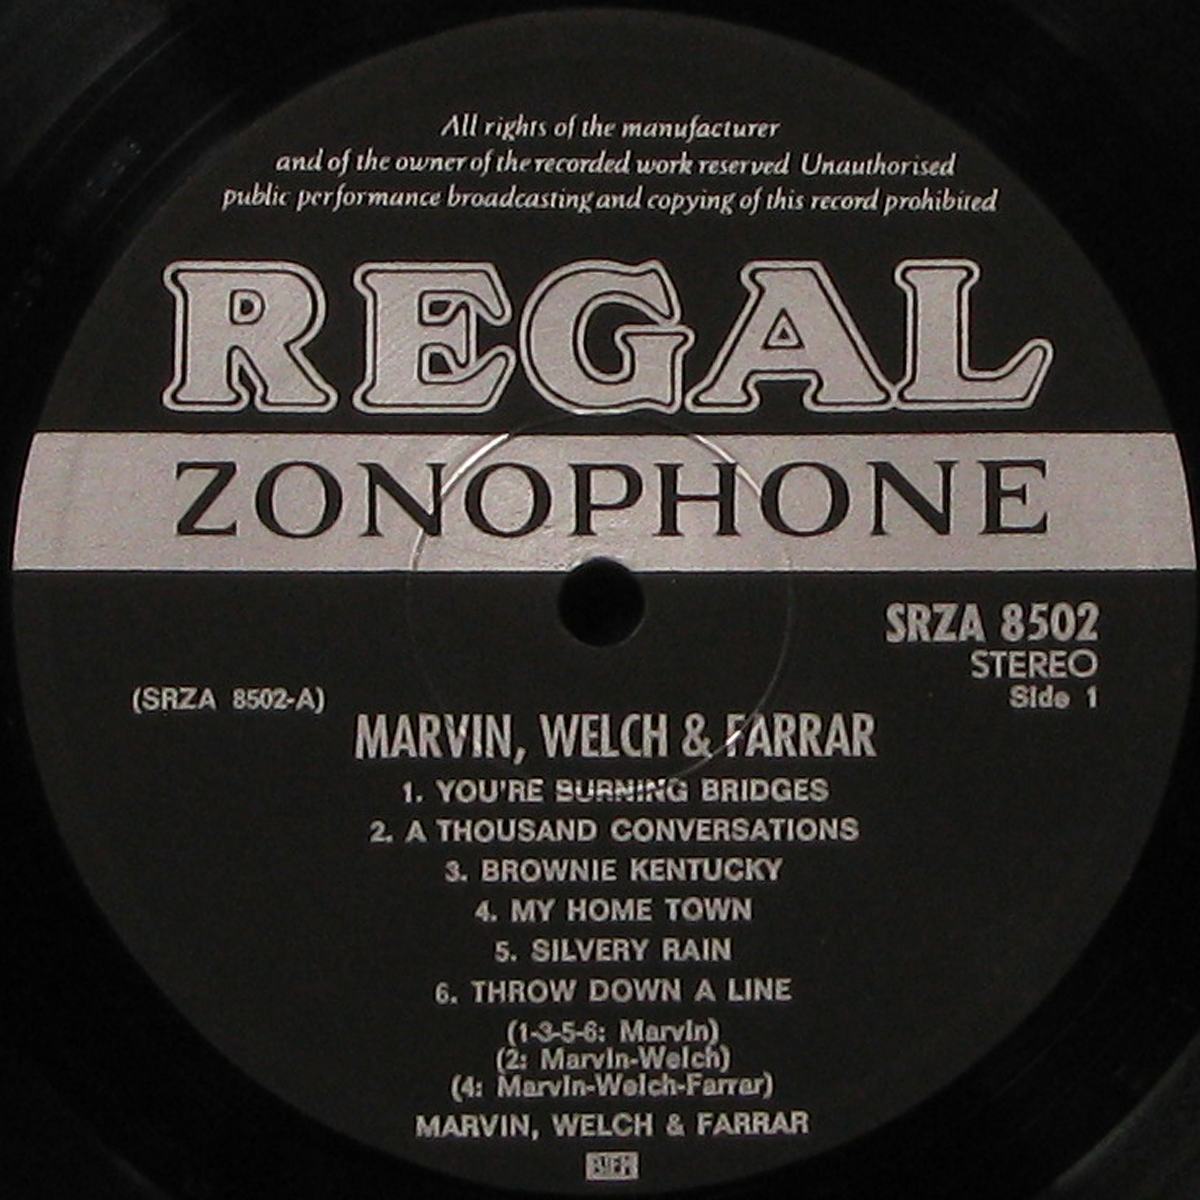 All rights of the manufacturer
and of the owner of the recorded work reserved Unauthorised
public performance broadcasting and copying of this record prohibited
REGAL
ZONOPHONE
SRZA 8502
STEREO
(SRZA 8502-A)
Side 1
MARVIN, WELCH & FARRAR
1. YOU'RE BURNING BRIDGES
2. A THOUSAND CONVERSATIONS
3. BROWNIE KENTUCKY
4. MY HOME TOWN
5. SILVERY RAIN
6. THROW DOWN A LINE
(1-3-5-6: Marvin)
(2: Marvin-Welch)
(4: Marvin-Welch-Farrar)
MARVIN, WELCH & FARRAR